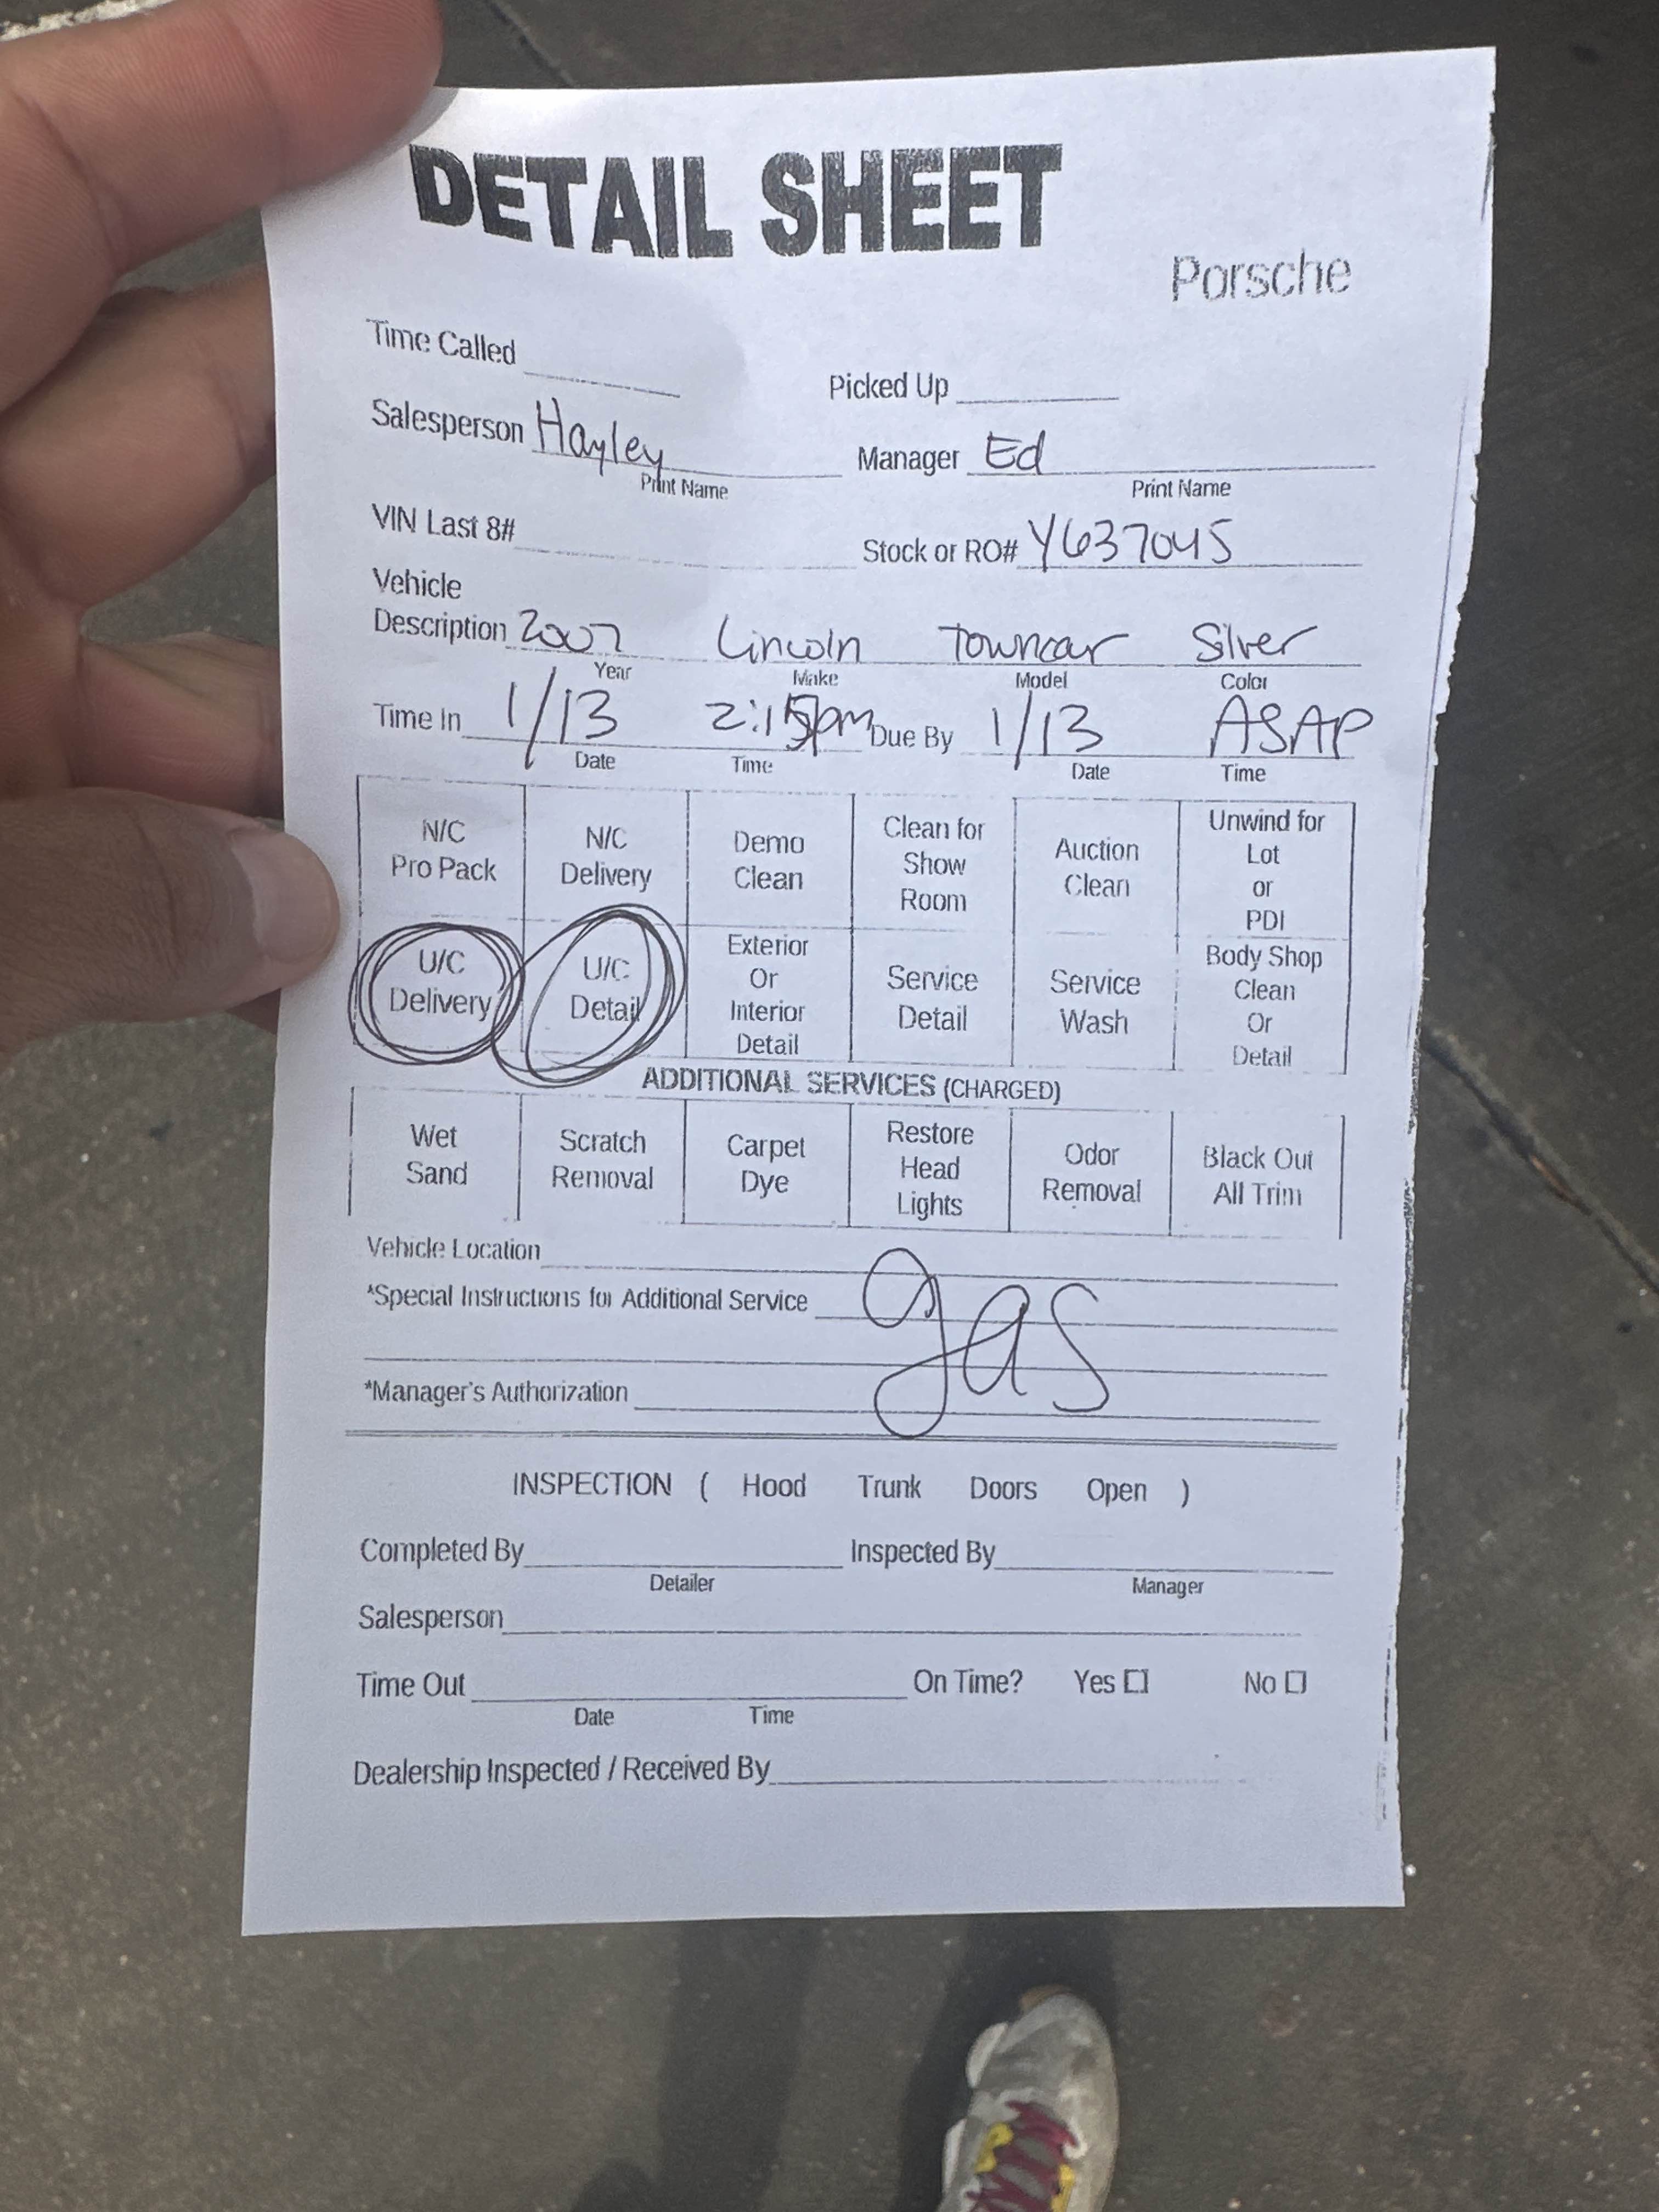 DETAIL SHEET
Porsche
Time Called
Picked Up
Salesperson Hayley Manager Ed
Print Name Print Name
VIN Last 8# Stock or RO# Y637045
Vehicle
Description 2007 Lincoln Towncar Silver
Year Make Model Color
Time In 1/13 2:15pm Due By 1/13 ASAP
Date Time Date Time
N/C Pro Pack
N/C Delivery
Demo Clean
Clean for Show Room
Auction Clean
Unwind for Lot or PDI
U/C Delivery
U/C Detail
Exterior Or Interior Detail
Service Detail
Service Wash
Body Shop Clean Or Detail
ADDITIONAL SERVICES (CHARGED)
Wet Sand
Scratch Removal
Carpet Dye
Restore Head Lights
Odor Removal
Black Out All Trim
Vehicle Location
*Special Instructions for Additional Service gas
*Manager's Authorization
INSPECTION ( Hood Trunk Doors Open )
Completed By Inspected By
Detailer Manager
Salesperson
Time Out On Time? Yes No
Date Time
Dealership Inspected / Received By